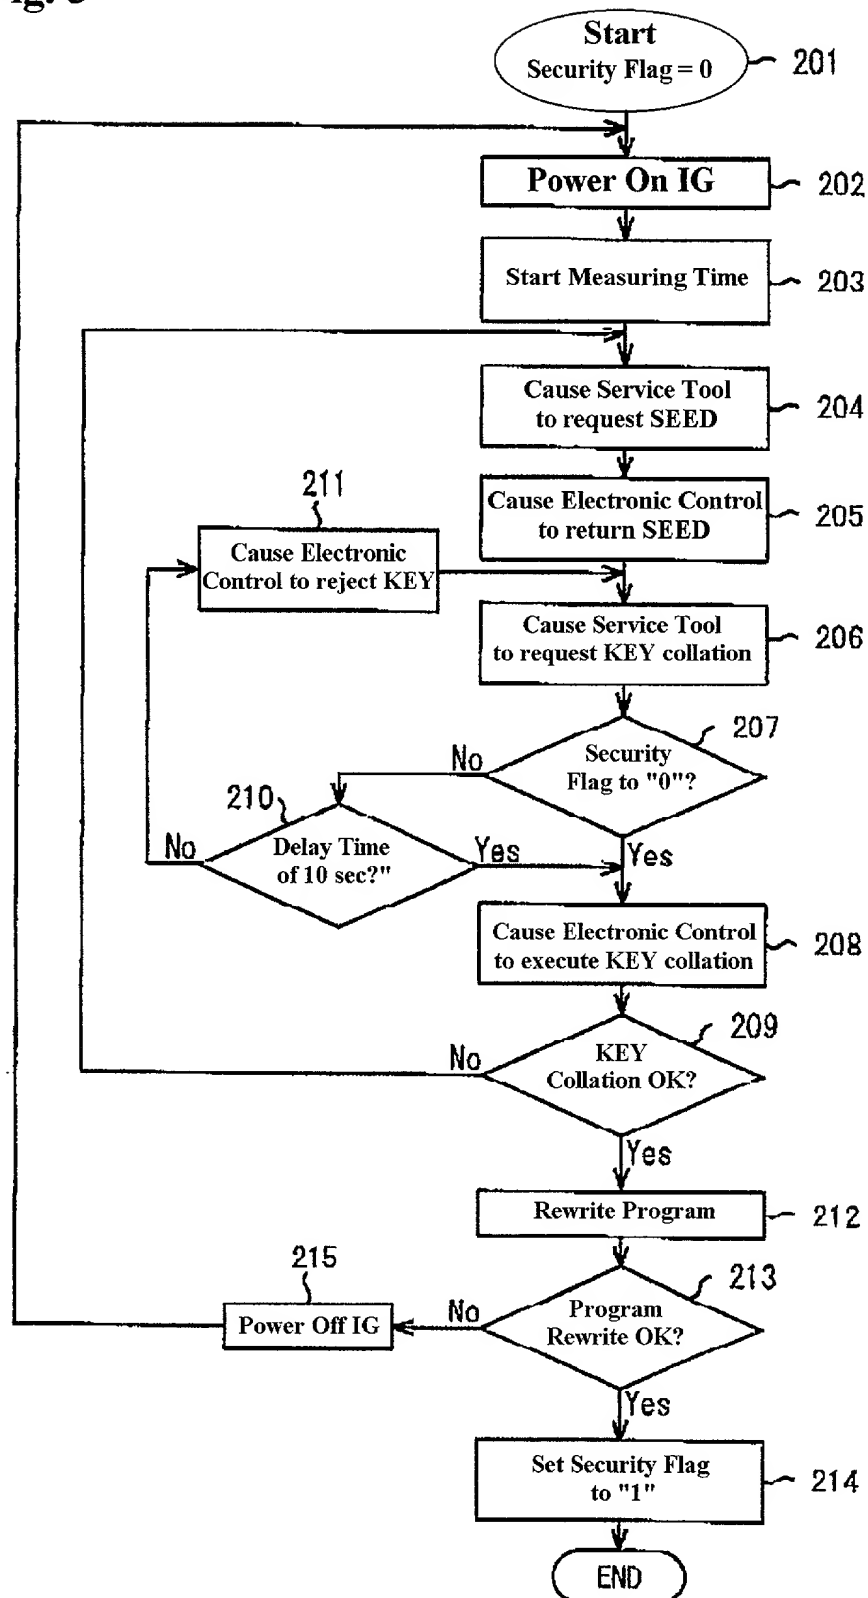 Start
Security Flag = 0
201
Power On IG
202
Start Measuring Time
203
Cause Service Tool
to request SEED
204
Cause Electronic Control
to return SEED
205
211
Cause Electronic
Control to reject KEY
Cause Service Tool
to request KEY collation
206
207
Security
Flag to "0"?
No
Yes
210
Delay Time
of 10 sec?"
No
Yes
Cause Electronic Control
to execute KEY collation
208
209
KEY
Collation OK?
No
Yes
Rewrite Program
212
213
Program
Rewrite OK?
No
Yes
215
Power Off IG
Set Security Flag
to "1"
214
END